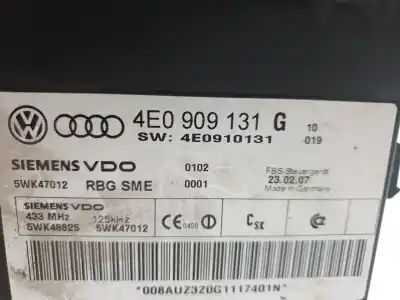 4E0 909 131 G 10
SW: 4E0910131 019
SIEMENS VDO 0102 FBS-Steuergerät
5WK47012 RBG SME 0001 23.02.07
Made in Germany
SIEMENS VDO
433 MHz 125kHz
5WK48825 5WK47012
*008AUZ3Z0G1117401N*